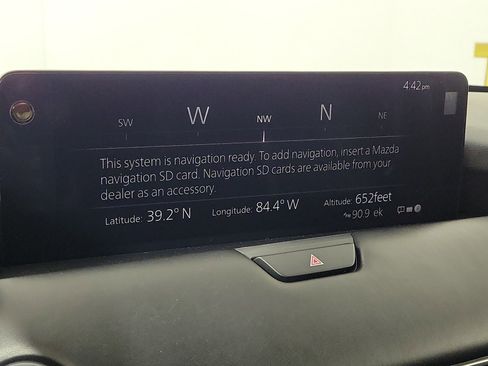 4:42 pm
SW W NW N NE
This system is navigation ready. To add navigation, insert a Mazda
navigation SD card. Navigation SD cards are available from your
dealer as an accessory.
Latitude: 39.2° N Longitude: 84.4° W Altitude: 652feet
90.9 ek